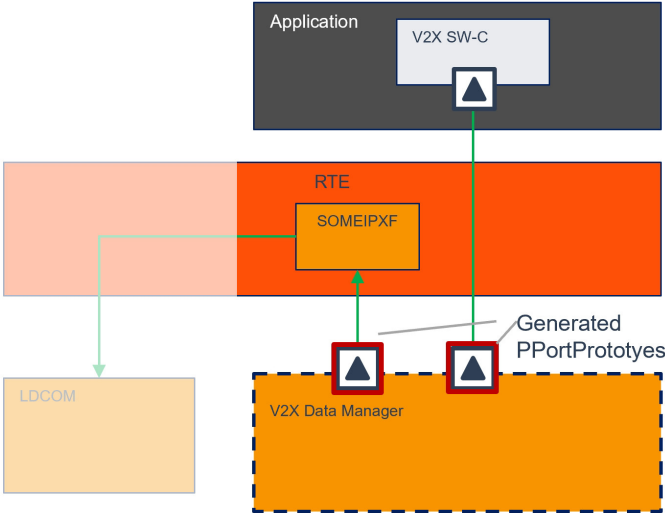 Application
V2X SW-C
RTE
SOMEIPXF
Generated
PPortPrototyes
LDCOM
V2X Data Manager